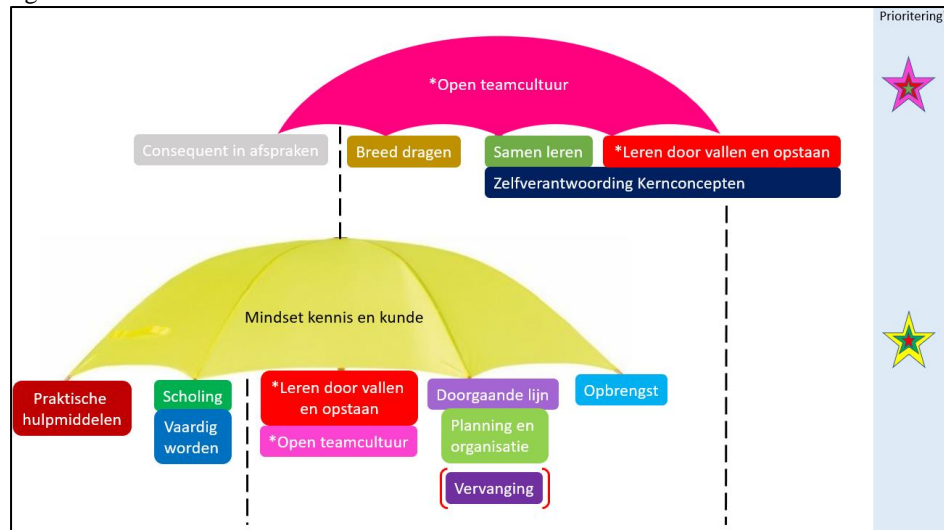 Prioritering
*Open teamcultuur
Consequent in afspraken
Breed dragen
Samen leren
*Leren door vallen en opstaan
Zelfverantwoording Kernconcepten
Mindset kennis en kunde
Praktische
hulpmiddelen
Scholing
Vaardig
worden
*Leren door vallen
en opstaan
*Open teamcultuur
Doorgaande lijn
Planning en
organisatie
Vervanging
Opbrengst